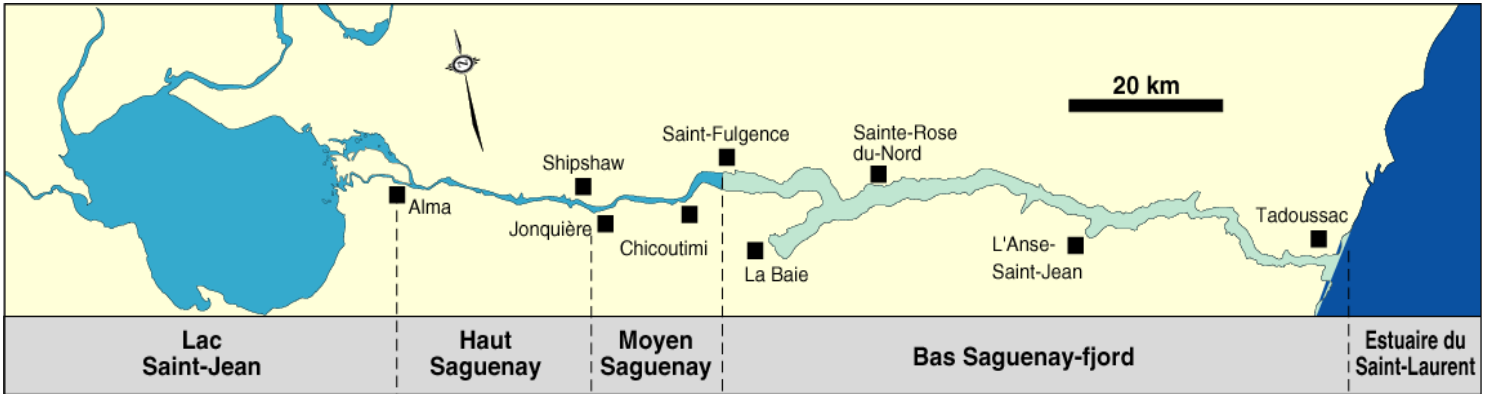 20 km
Saint-Fulgence
Sainte-Rose
du-Nord
Shipshaw
Alma
Jonquière
Chicoutimi
La Baie
L'Anse-
Saint-Jean
Tadoussac
N
Lac
Saint-Jean
Haut
Saguenay
Moyen
Saguenay
Bas Saguenay-fjord
Estuaire du
Saint-Laurent